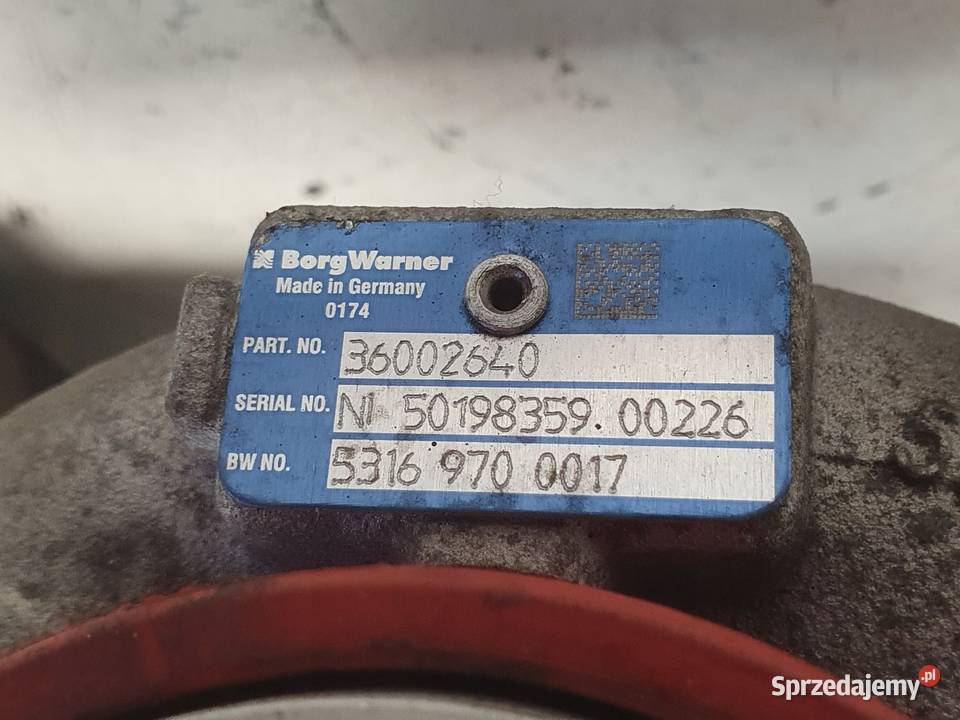 BorgWarner
Made in Germany
0174
PART. NO. 36002640
SERIAL NO. NI 50198359.00226
BW NO. 5316 970 0017
Sprzedajemy.pl